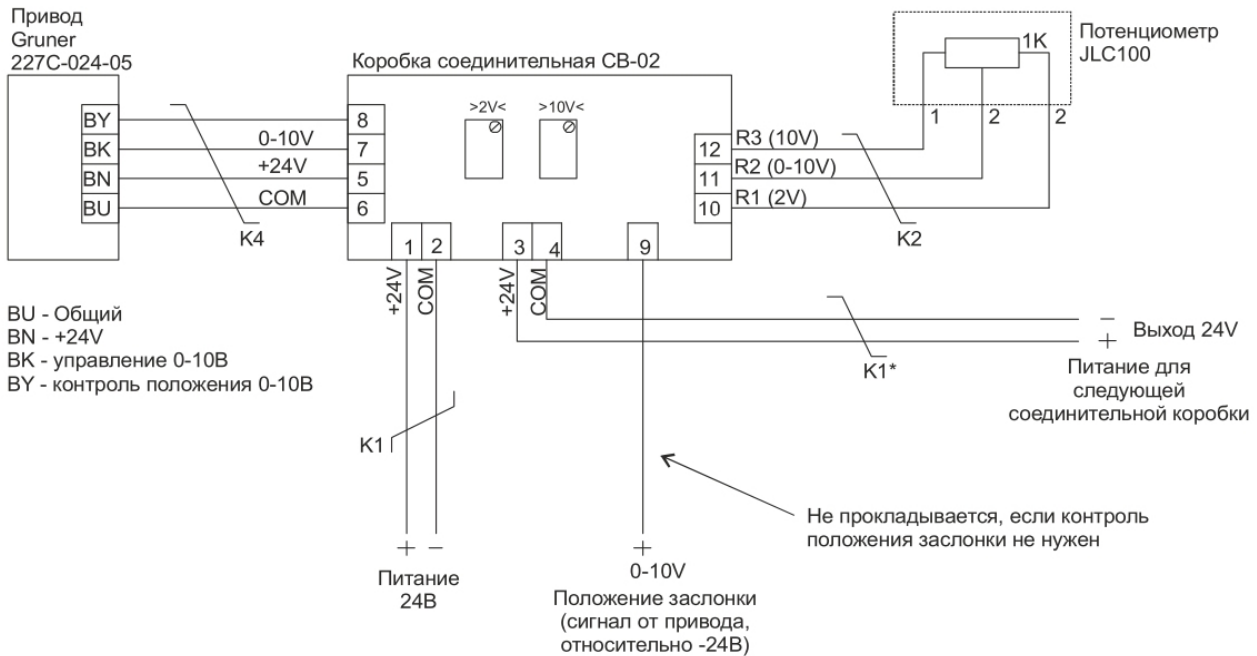 Привод
Gruner
227C-024-05
Коробка соединительная СВ-02
Потенциометр
JLC100
1K
1
2
2
BY
BK
BN
BU
0-10V
+24V
COM
K4
8
7
5
6
>2V<
>10V<
12
11
10
R3 (10V)
R2 (0-10V)
R1 (2V)
K2
1
2
3
4
9
+24V
COM
+24V
COM
BU - Общий
BN - +24V
BK - управление 0-10В
BY - контроль положения 0-10В
K1
K1*
−
+
Выход 24V
Питание для
следующей
соединительной коробки
Не прокладывается, если контроль
положения заслонки не нужен
+ −
Питание
24В
+
0-10V
Положение заслонки
(сигнал от привода,
относительно -24В)